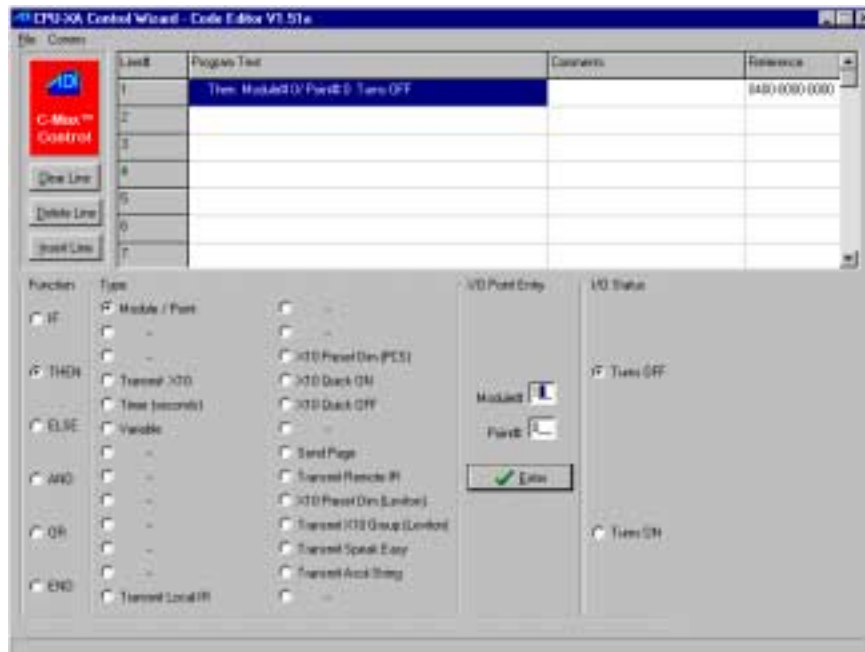 CPU-XA Control Wizard - Code Editor V1.51a
File Comms
Line# Program Text Comments Reference
1 Then: Module# 0/ Point# 0 Turns OFF 0400-0000-0000
2
3
4
5
6
7
ADI
C-Max™
Control
Clear Line
Delete Line
Insert Line
Function
IF
THEN
ELSE
AND
OR
END
Type
Module / Point
Transmit X10
Timer (seconds)
Variable
Transmit Local IR
X10 Preset Dim (PCS)
X10 Quick ON
X10 Quick OFF
Send Page
Transmit Remote IR
X10 Preset Dim (Leviton)
Transmit X10 Group (Leviton)
Transmit Speak Easy
Transmit Ascii String
I/O Point Entry
Module#
Point#
Enter
I/O Status
Turns OFF
Turns ON